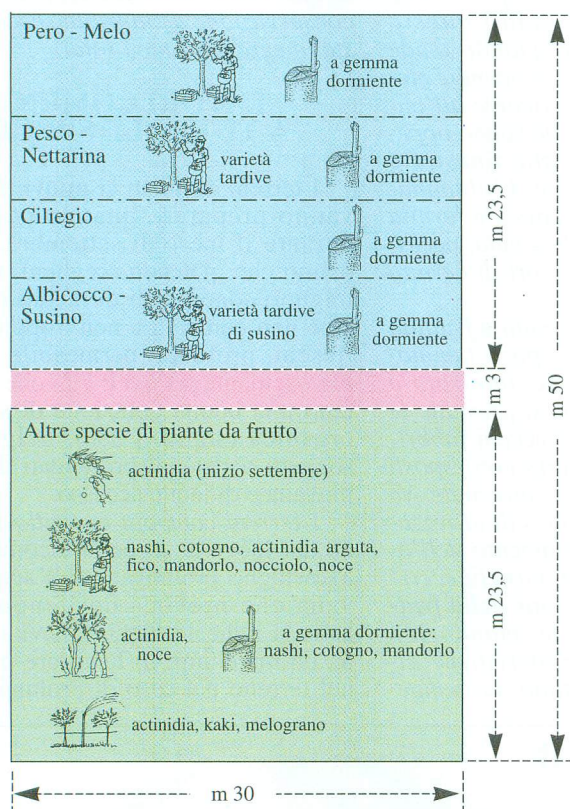 Pero - Melo
a gemma
dormiente
Pesco -
Nettarina
varietà
tardive
a gemma
dormiente
Ciliegio
a gemma
dormiente
Albicocco -
Susino
varietà tardive
di susino
a gemma
dormiente
m 23,5
m 3
m 50
Altre specie di piante da frutto
actinidia (inizio settembre)
nashi, cotogno, actinidia arguta,
fico, mandorlo, nocciolo, noce
actinidia,
noce
a gemma dormiente:
nashi, cotogno, mandorlo
actinidia, kaki, melograno
m 23,5
m 30